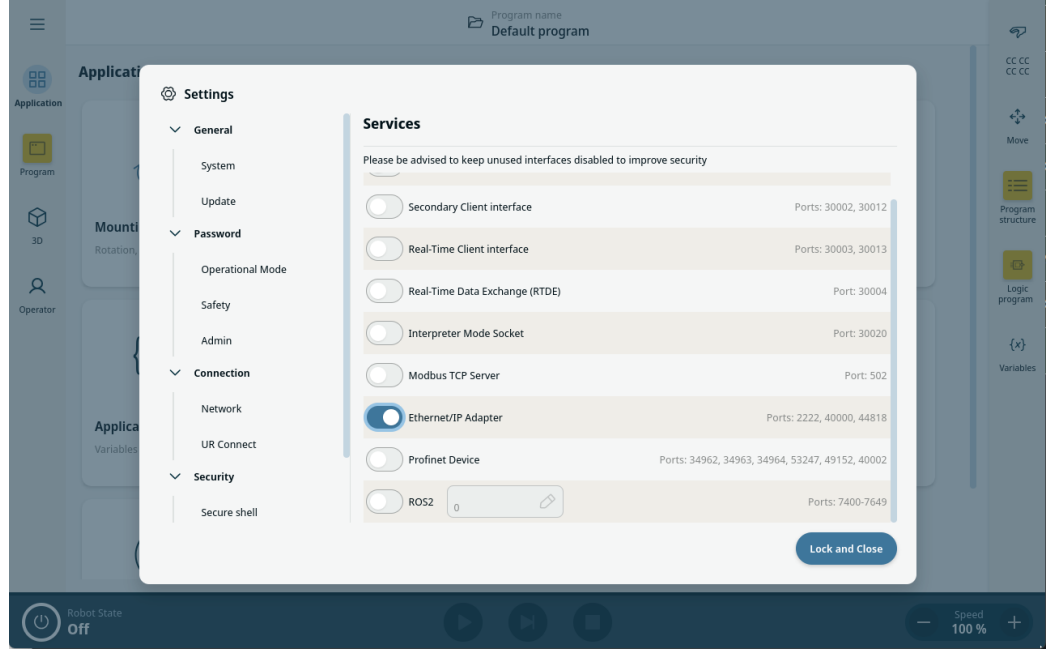 Program name
Default program
Application
Program
3D
Operator
Applicati
Mounti
Rotation,
Applica
Variables
Settings
General
System
Update
Password
Operational Mode
Safety
Admin
Connection
Network
UR Connect
Security
Secure shell
Services
Please be advised to keep unused interfaces disabled to improve security
Secondary Client interface Ports: 30002, 30012
Real-Time Client interface Ports: 30003, 30013
Real-Time Data Exchange (RTDE) Port: 30004
Interpreter Mode Socket Port: 30020
Modbus TCP Server Port: 502
Ethernet/IP Adapter Ports: 2222, 40000, 44818
Profinet Device Ports: 34962, 34963, 34964, 53247, 49152, 40002
ROS2 0 Ports: 7400-7649
Lock and Close
CC CC
CC CC
Move
Program
structure
Logic
program
{x}
Variables
Robot State
Off
Speed
100 %